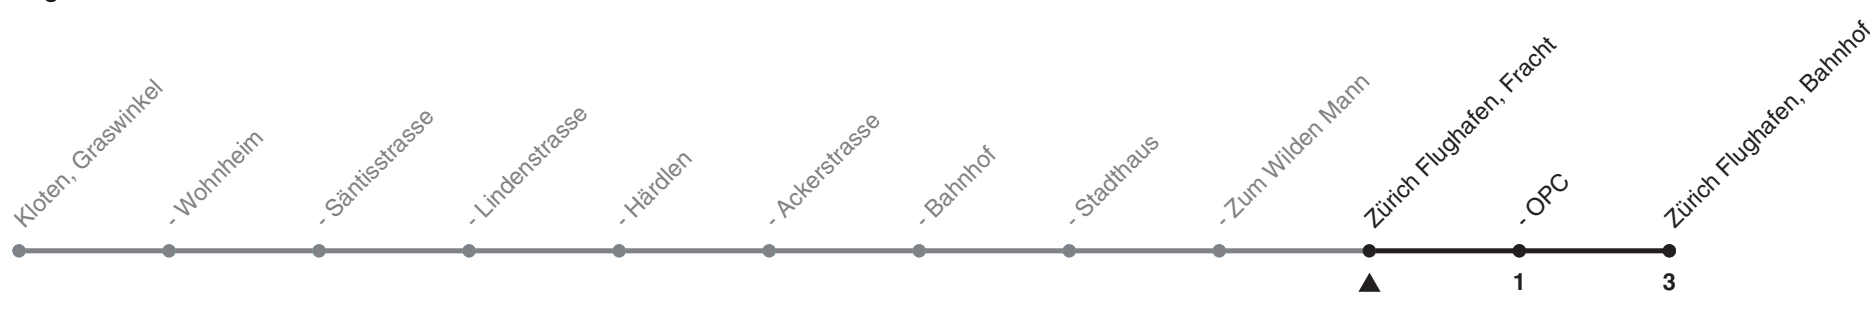 Kloten, Graswinkel
- Wohnheim
- Säntisstrasse
- Lindenstrasse
- Härdlen
- Ackerstrasse
- Bahnhof
- Stadthaus
- Zum Wilden Mann
Zürich Flughafen, Fracht
- OPC
Zürich Flughafen, Bahnhof
1
3